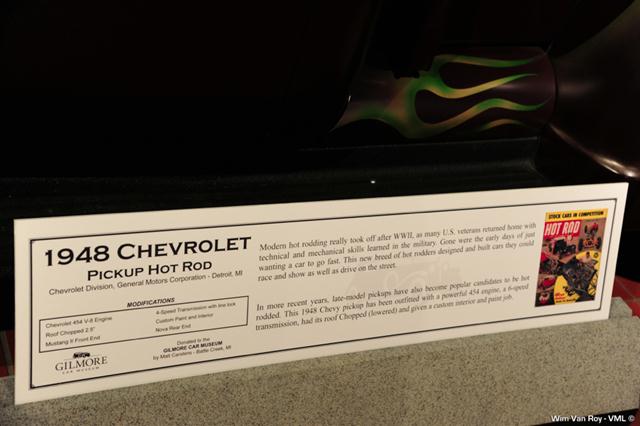 1948 CHEVROLET
PICKUP HOT ROD
Chevrolet Division, General Motors Corporation - Detroit, MI
MODIFICATIONS
Chevrolet 454 V-8 Engine
Roof Chopped 2.5"
Mustang II Front End
4-Speed Transmission with line lock
Custom Paint and Interior
Nova Rear End
GILMORE
CAR MUSEUM
Donated to the
GILMORE CAR MUSEUM
by Matt Carstens - Battle Creek, MI
Modern hot rodding really took off after WWII, as many U.S. veterans returned home with
technical and mechanical skills learned in the military. Gone were the early days of just
wanting a car to go fast. This new breed of hot rodders designed and built cars they could
race and show as well as drive on the street.
In more recent years, late-model pickups have also become popular candidates to be hot
rodded. This 1948 Chevy pickup has been outfitted with a powerful 454 engine, a 6-speed
transmission, had its roof Chopped (lowered) and given a custom interior and paint job.
STOCK CARS IN COMPETITION
HOT ROD
Wim Van Roy - VML ©